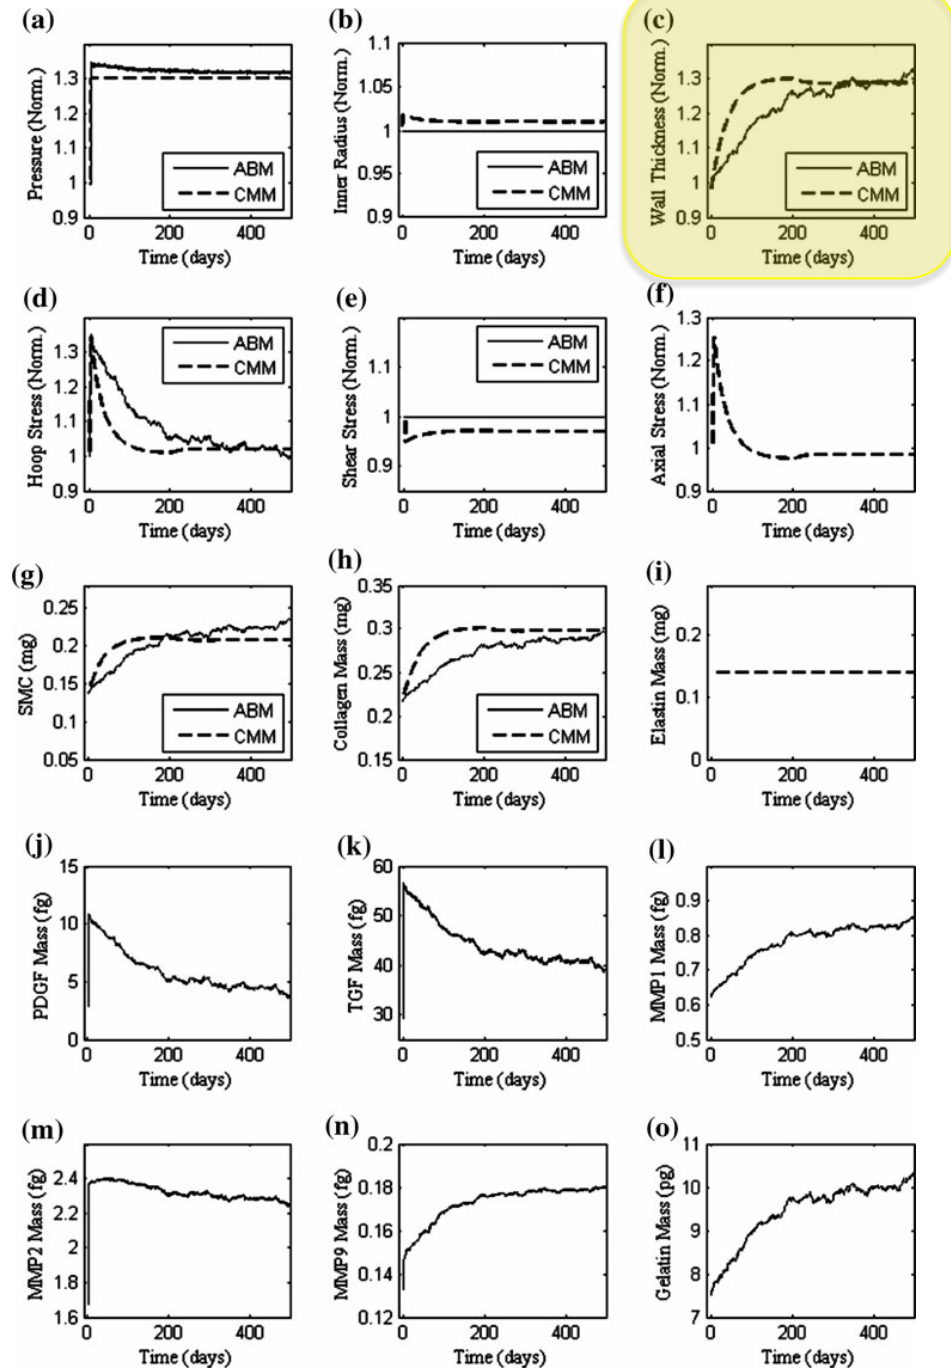 (a)
Pressure (Norm.)
1.3
1.2
1.1
1
0.9
ABM
CMM
0 200 400
Time (days)
(b)
Inner Radius (Norm.)
1.1
1.05
1
0.95
0.9
ABM
CMM
0 200 400
Time (days)
(c)
Wall Thickness (Norm.)
1.3
1.2
1.1
1
0.9
ABM
CMM
0 200 400
Time (days)
(d)
Hoop Stress (Norm.)
1.3
1.2
1.1
1
0.9
ABM
CMM
0 200 400
Time (days)
(e)
Shear Stress (Norm.)
1.1
1
0.9
ABM
CMM
0 200 400
Time (days)
(f)
Axial Stress (Norm.)
1.3
1.2
1.1
1
0.9
0 200 400
Time (days)
(g)
SMC (mg)
0.25
0.2
0.15
0.1
0.05
ABM
CMM
0 200 400
Time (days)
(h)
Collagen Mass (mg)
0.35
0.3
0.25
0.2
0.15
ABM
CMM
0 200 400
Time (days)
(i)
Elastin Mass (mg)
0.2
0.1
0
0 200 400
Time (days)
(j)
PDGF Mass (fg)
15
10
5
0
0 200 400
Time (days)
(k)
TGF Mass (fg)
60
50
40
30
0 200 400
Time (days)
(l)
MMP1 Mass (fg)
0.9
0.8
0.7
0.6
0.5
0 200 400
Time (days)
(m)
MMP2 Mass (fg)
2.4
2.2
2
1.8
1.6
0 200 400
Time (days)
(n)
MMP9 Mass (fg)
0.2
0.18
0.16
0.14
0.12
0 200 400
Time (days)
(o)
Gelatin Mass (pg)
11
10
9
8
7
0 200 400
Time (days)